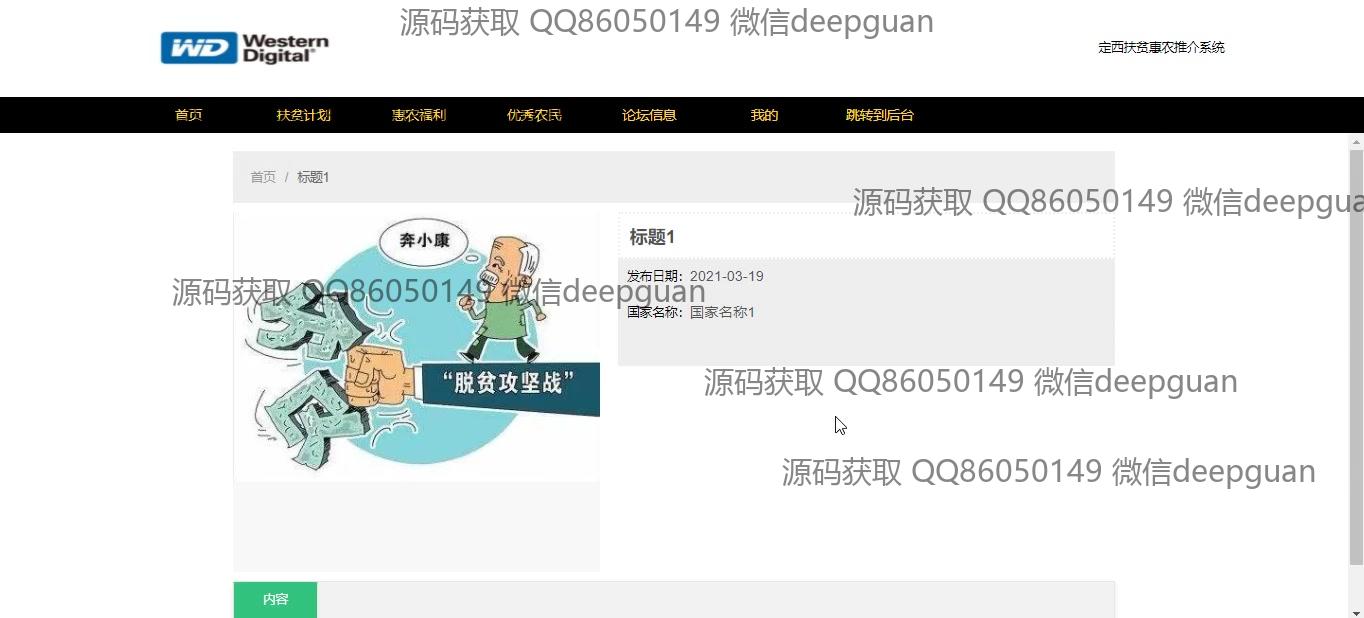 源码获取 QQ86050149 微信deepguan
WD Western Digital
定西扶贫惠农推介系统
首页 扶贫计划 惠农福利 优秀农民 论坛信息 我的 跳转到后台
首页 / 标题1
源码获取 QQ86050149 微信deepgua
奔小康
标题1
发布日期：2021-03-19
源码获取 QQ86050149 微信deepguan
国家名称：国家名称1
贫
困
“脱贫攻坚战”
源码获取 QQ86050149 微信deepguan
源码获取 QQ86050149 微信deepguan
内容